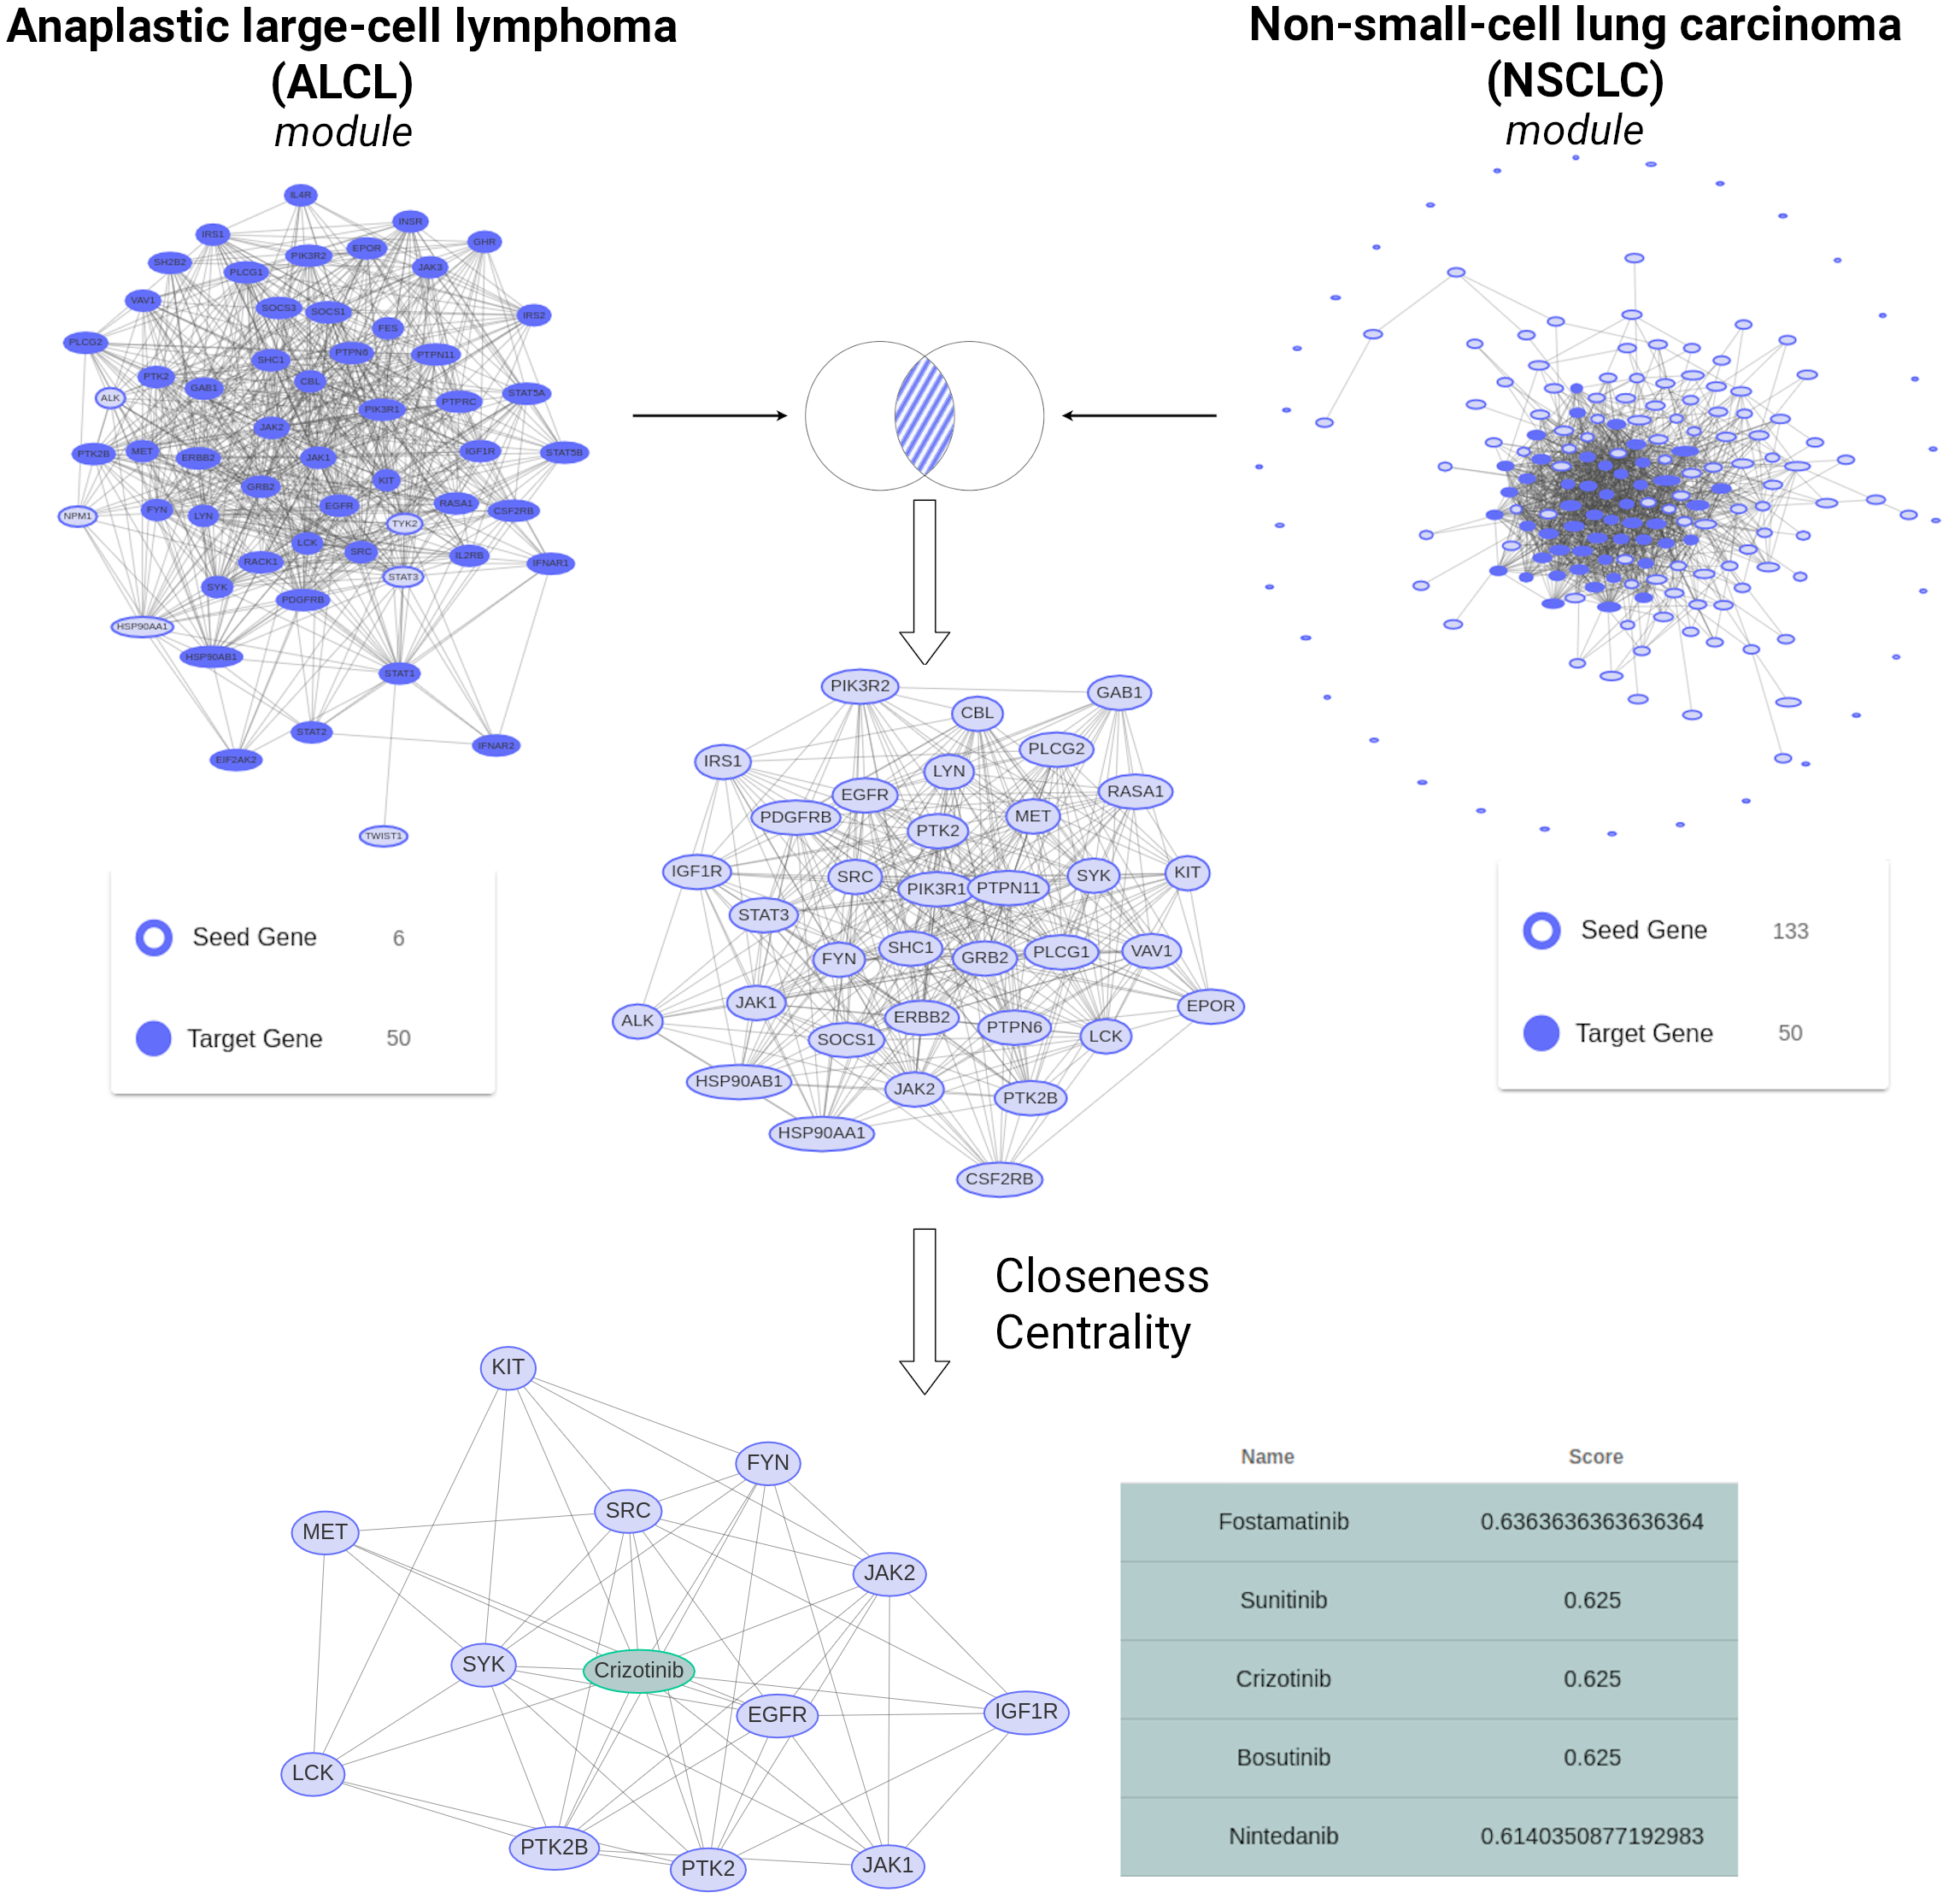 Anaplastic large-cell lymphoma
(ALCL)
module
Non-small-cell lung carcinoma
(NSCLC)
module
IL4R
INSR
IRS1
GHR
EPOR
PIK3R2
SH2B2
JAK3
PLCG1
VAV1
SOCS3
SOCS1
IRS2
FES
PLCG2
PTPN6
PTPN11
SHC1
PTK2
CBL
GAB1
STAT5A
ALK
PTPRC
PIK3R1
JAK2
MET
IGF1R
STAT5B
PTK2B
ERBB2
JAK1
KIT
GRB2
RASA1
EGFR
FYN
CSF2RB
LYN
NPM1
TYK2
LCK
SRC
IL2RB
RACK1
IFNAR1
STAT3
SYK
PDGFRB
HSP90AA1
HSP90AB1
STAT1
STAT2
IFNAR2
EIF2AK2
TWIST1
Seed Gene 6
Target Gene 50
Seed Gene 133
Target Gene 50
PIK3R2
GAB1
CBL
PLCG2
IRS1
LYN
EGFR
RASA1
PDGFRB
MET
PTK2
IGF1R
SRC
SYK
KIT
PIK3R1
PTPN11
STAT3
SHC1
FYN
GRB2
PLCG1
VAV1
JAK1
EPOR
ALK
ERBB2
PTPN6
SOCS1
LCK
HSP90AB1
JAK2
PTK2B
HSP90AA1
CSF2RB
Closeness
Centrality
KIT
FYN
SRC
MET
JAK2
SYK
Crizotinib
EGFR
IGF1R
LCK
PTK2B
PTK2
JAK1
Name Score
Fostamatinib 0.6363636363636364
Sunitinib 0.625
Crizotinib 0.625
Bosutinib 0.625
Nintedanib 0.6140350877192983